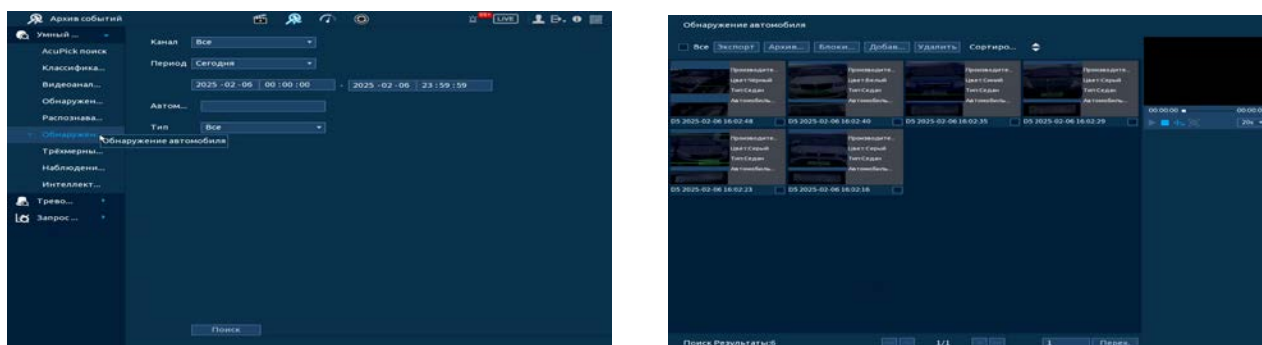 Архив событий
99+
LIVE
Умный ...
AcuPick поиск
Классифика...
Видеоанал...
Обнаружен...
Распознава...
Обнаружен...
Обнаружение автомобиля
Трёхмерны...
Наблюдени...
Интеллект...
Трево...
Запрос ...
Канал Все
Период Сегодня
2025 -02 -06 00 : 00 : 00 - 2025 -02 -06 23 : 59 : 59
Автом...
Тип Все
Поиск
Обнаружение автомобиля
Все Экспорт Архив... Блоки... Добав... Удалить Сортиро...
Производите... Производите... Производите... Производите...
Цвет:Черный Цвет:Белый Цвет:Синий Цвет:Серый
Тип:Седан Тип:Седан Тип:Седан Тип:Седан
Автомобиль... Автомобиль... Автомобиль... Автомобиль...
D5 2025-02-06 16:02:48 D5 2025-02-06 16:02:40 D5 2025-02-06 16:02:35 D5 2025-02-06 16:02:29
Производите... Производите...
Цвет:Серый Цвет:Серый
Тип:Седан Тип:Седан
Автомобиль... Автомобиль...
D5 2025-02-06 16:02:23 D5 2025-02-06 16:02:16
00:00:00 00:00:0
20s
Поиск Результаты:6 1/1 1 Перех.